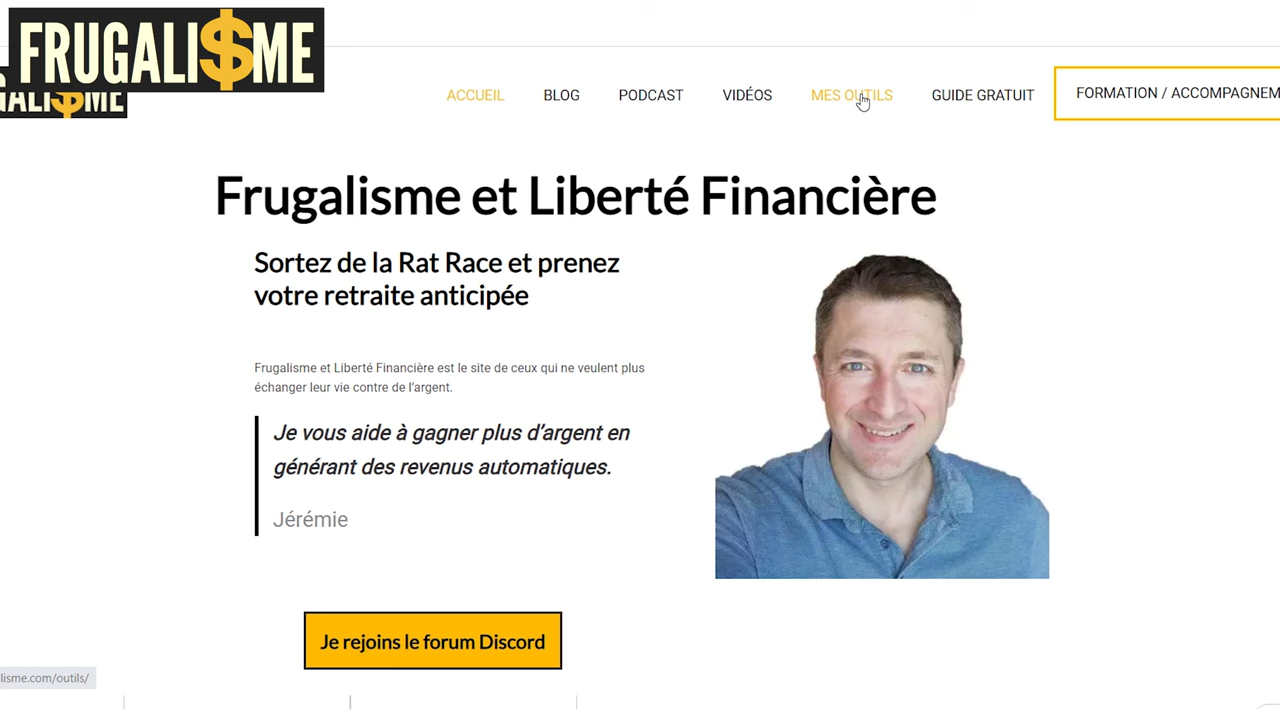 FRUGALI$ME
ALI$ME
ACCUEIL
BLOG
PODCAST
VIDÉOS
MES OUTILS
GUIDE GRATUIT
FORMATION / ACCOMPAGNEM
Frugalisme et Liberté Financière
Sortez de la Rat Race et prenez
votre retraite anticipée
Frugalisme et Liberté Financière est le site de ceux qui ne veulent plus
échanger leur vie contre de l’argent.
Je vous aide à gagner plus d’argent en
générant des revenus automatiques.
Jérémie
Je rejoins le forum Discord
lisme.com/outils/